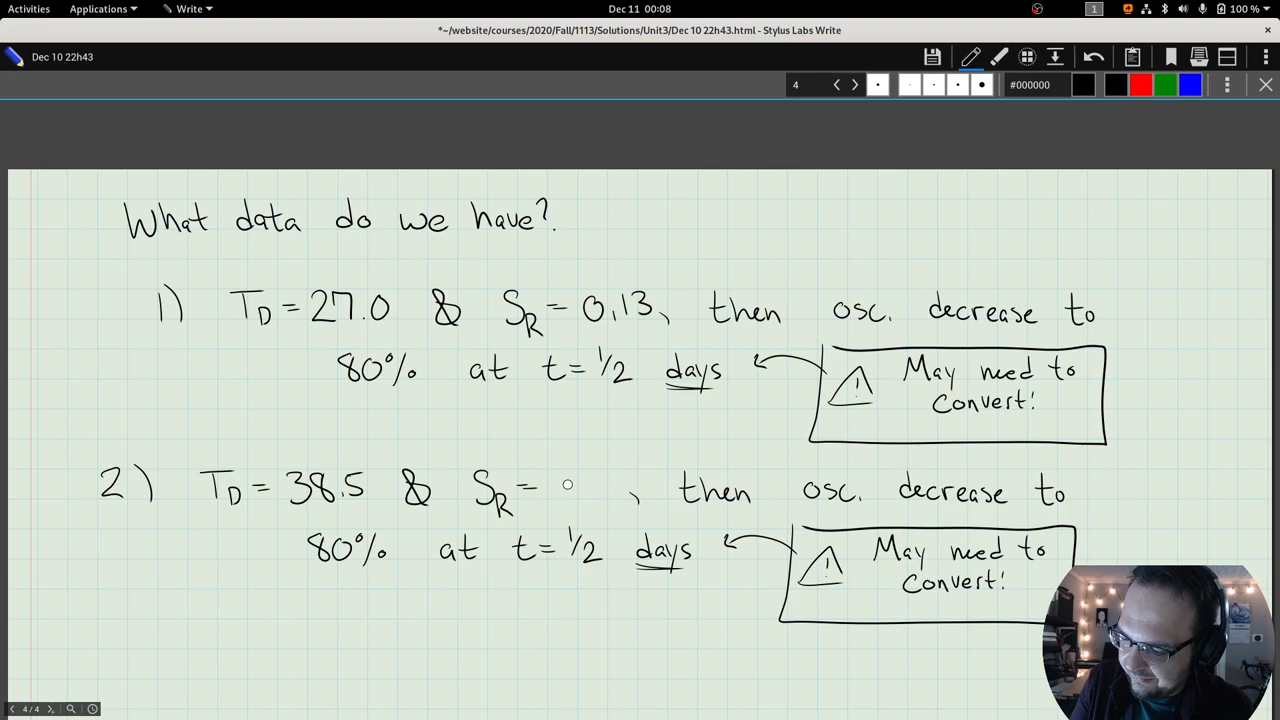 Activities Applications Write Dec 11 00:08 1 100 %
*~/website/courses/2020/Fall/1113/Solutions/Unit3/Dec 10 22h43.html - Stylus Labs Write
Dec 10 22h43
4 #000000
What data do we have?
1) T_D = 27.0 & S_R = 0.13, then osc. decrease to
80% at t = 1/2 days
⚠ May need to
convert!
2) T_D = 38.5 & S_R = , then osc. decrease to
80% at t = 1/2 days
⚠ May need to
convert!
4/4